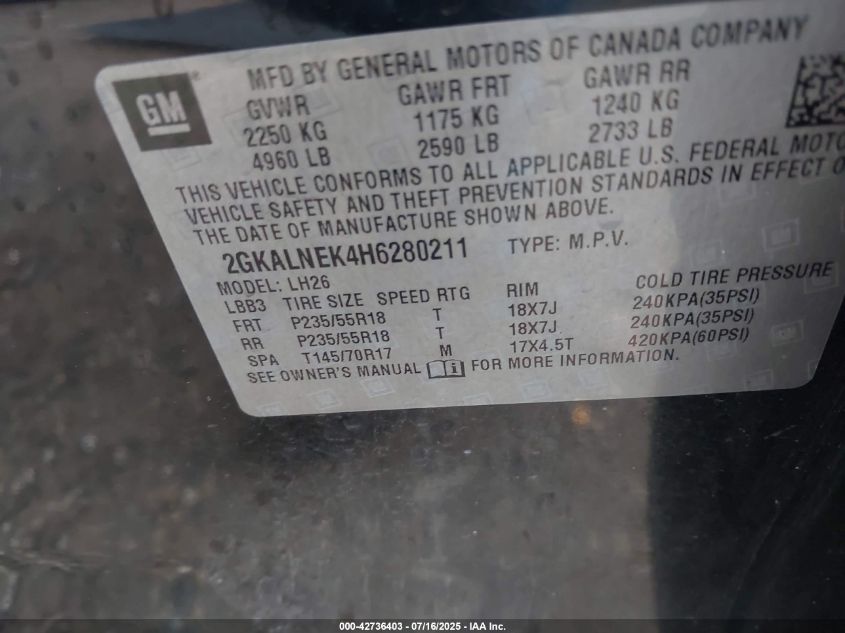 GM
MFD BY GENERAL MOTORS OF CANADA COMPANY
GVWR GAWR FRT GAWR RR
2250 KG 1175 KG 1240 KG
4960 LB 2590 LB 2733 LB
THIS VEHICLE CONFORMS TO ALL APPLICABLE U.S. FEDERAL MOTO
VEHICLE SAFETY AND THEFT PREVENTION STANDARDS IN EFFECT O
THE DATE OF MANUFACTURE SHOWN ABOVE.
2GKALNEK4H6280211 TYPE: M.P.V.
MODEL: LH26
LBB3 TIRE SIZE SPEED RTG RIM COLD TIRE PRESSURE
FRT P235/55R18 T 18X7J 240KPA(35PSI)
RR P235/55R18 T 18X7J 240KPA(35PSI)
SPA T145/70R17 M 17X4.5T 420KPA(60PSI)
SEE OWNER'S MANUAL FOR MORE INFORMATION.
000-42736403 - 07/16/2025 - IAA Inc.